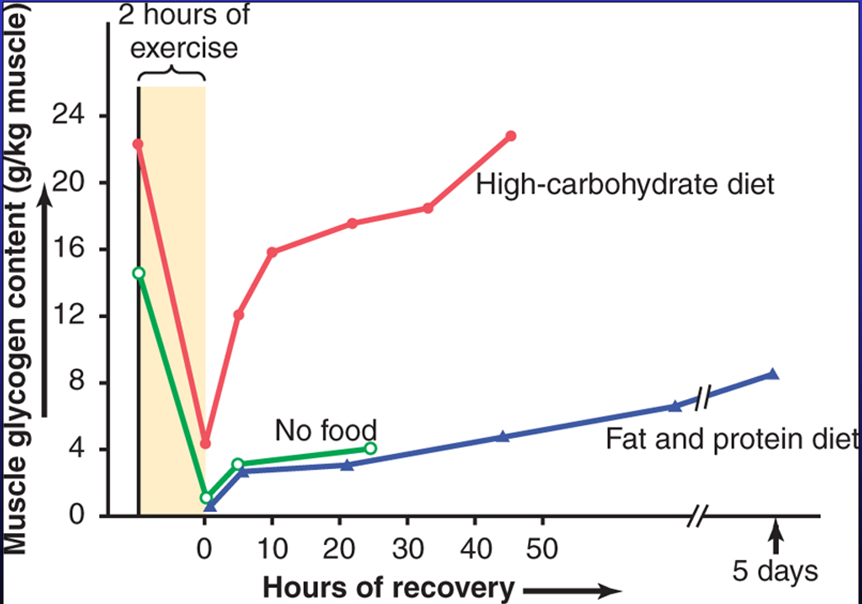 2 hours of
exercise
Muscle glycogen content (g/kg muscle)
24
20
16
12
8
4
0
High-carbohydrate diet
No food
Fat and protein diet
0 10 20 30 40 50
5 days
Hours of recovery